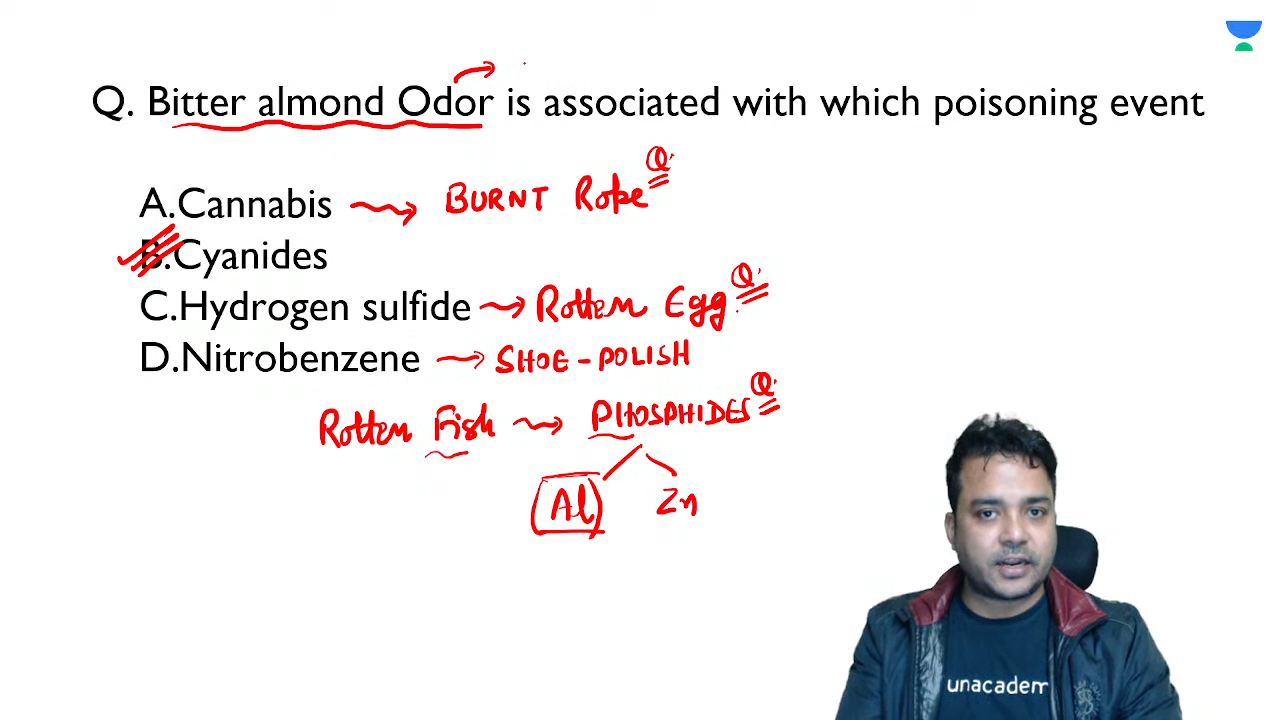 Q. Bitter almond Odor is associated with which poisoning event
A.Cannabis → BURNT Rope Q.
B.Cyanides
C.Hydrogen sulfide → Rotten Egg Q.
D.Nitrobenzene → SHOE-POLISH
Rotten Fish → PHOSPHIDES Q.
Al Zn
unacadem